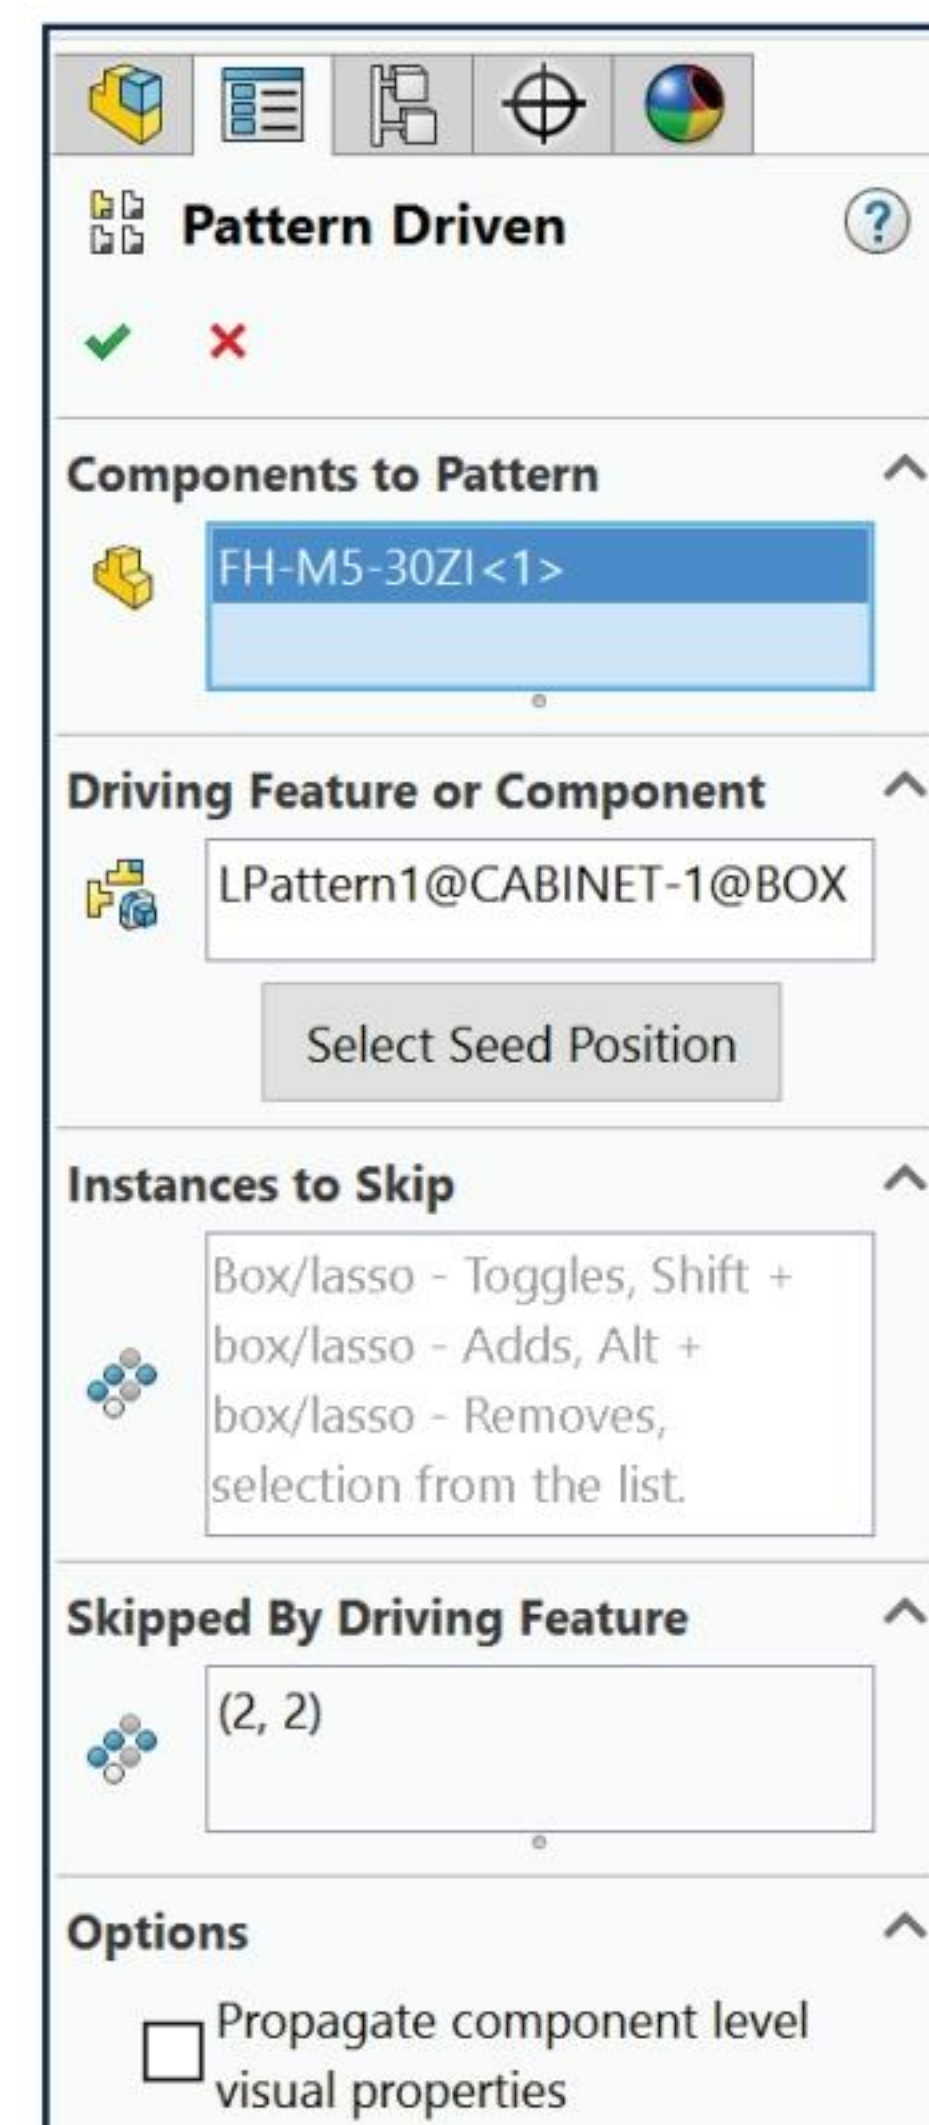 Pattern Driven
?
Components to Pattern
FH-M5-30ZI<1>
Driving Feature or Component
LPattern1@CABINET-1@BOX
Select Seed Position
Instances to Skip
Box/lasso - Toggles, Shift +
box/lasso - Adds, Alt +
box/lasso - Removes,
selection from the list.
Skipped By Driving Feature
(2, 2)
Options
Propagate component level
visual properties